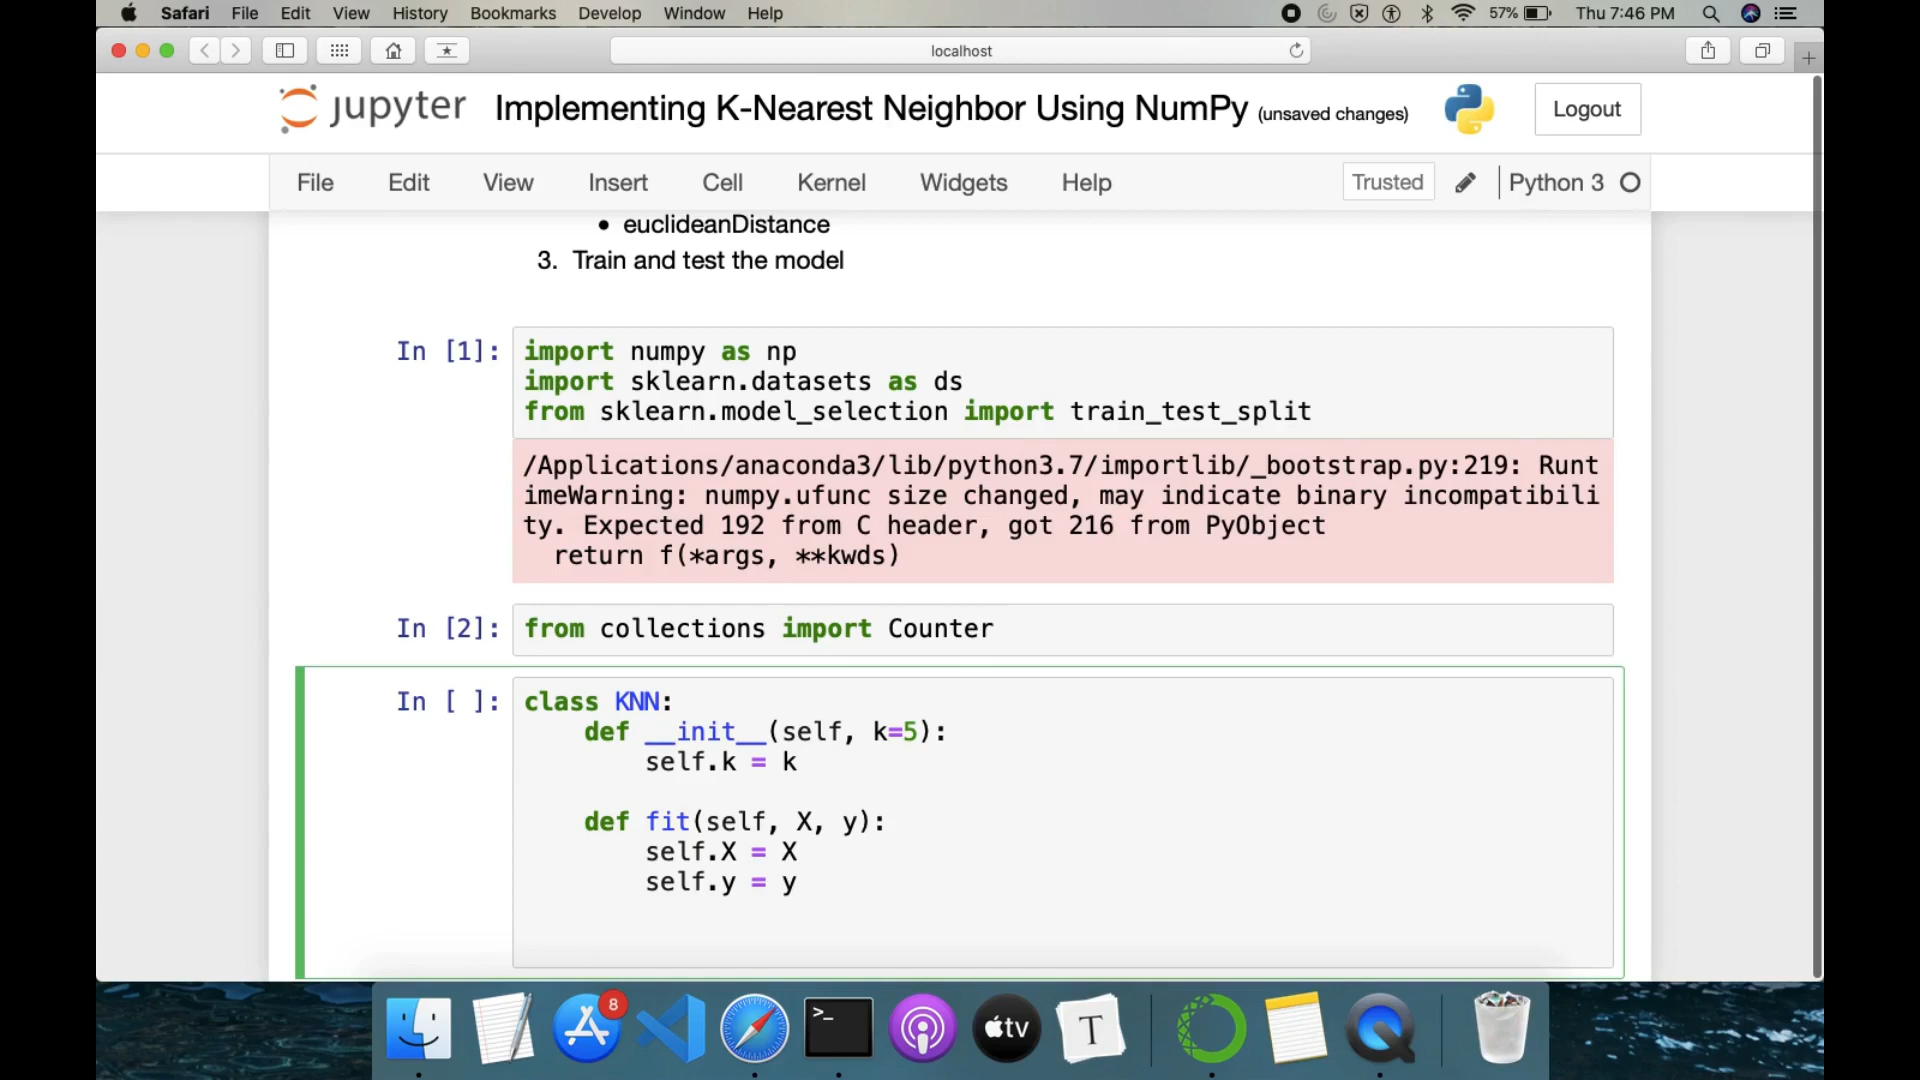 Safari File Edit View History Bookmarks Develop Window Help 57% Thu 7:46 PM
localhost
jupyter Implementing K-Nearest Neighbor Using NumPy (unsaved changes) Logout
File Edit View Insert Cell Kernel Widgets Help Trusted Python 3
• euclideanDistance
3. Train and test the model
In [1]: import numpy as np
import sklearn.datasets as ds
from sklearn.model_selection import train_test_split
/Applications/anaconda3/lib/python3.7/importlib/_bootstrap.py:219: Runt
imeWarning: numpy.ufunc size changed, may indicate binary incompatibili
ty. Expected 192 from C header, got 216 from PyObject
return f(*args, **kwds)
In [2]: from collections import Counter
In [ ]: class KNN:
def __init__(self, k=5):
self.k = k
def fit(self, X, y):
self.X = X
self.y = y
8
>_
tv
T